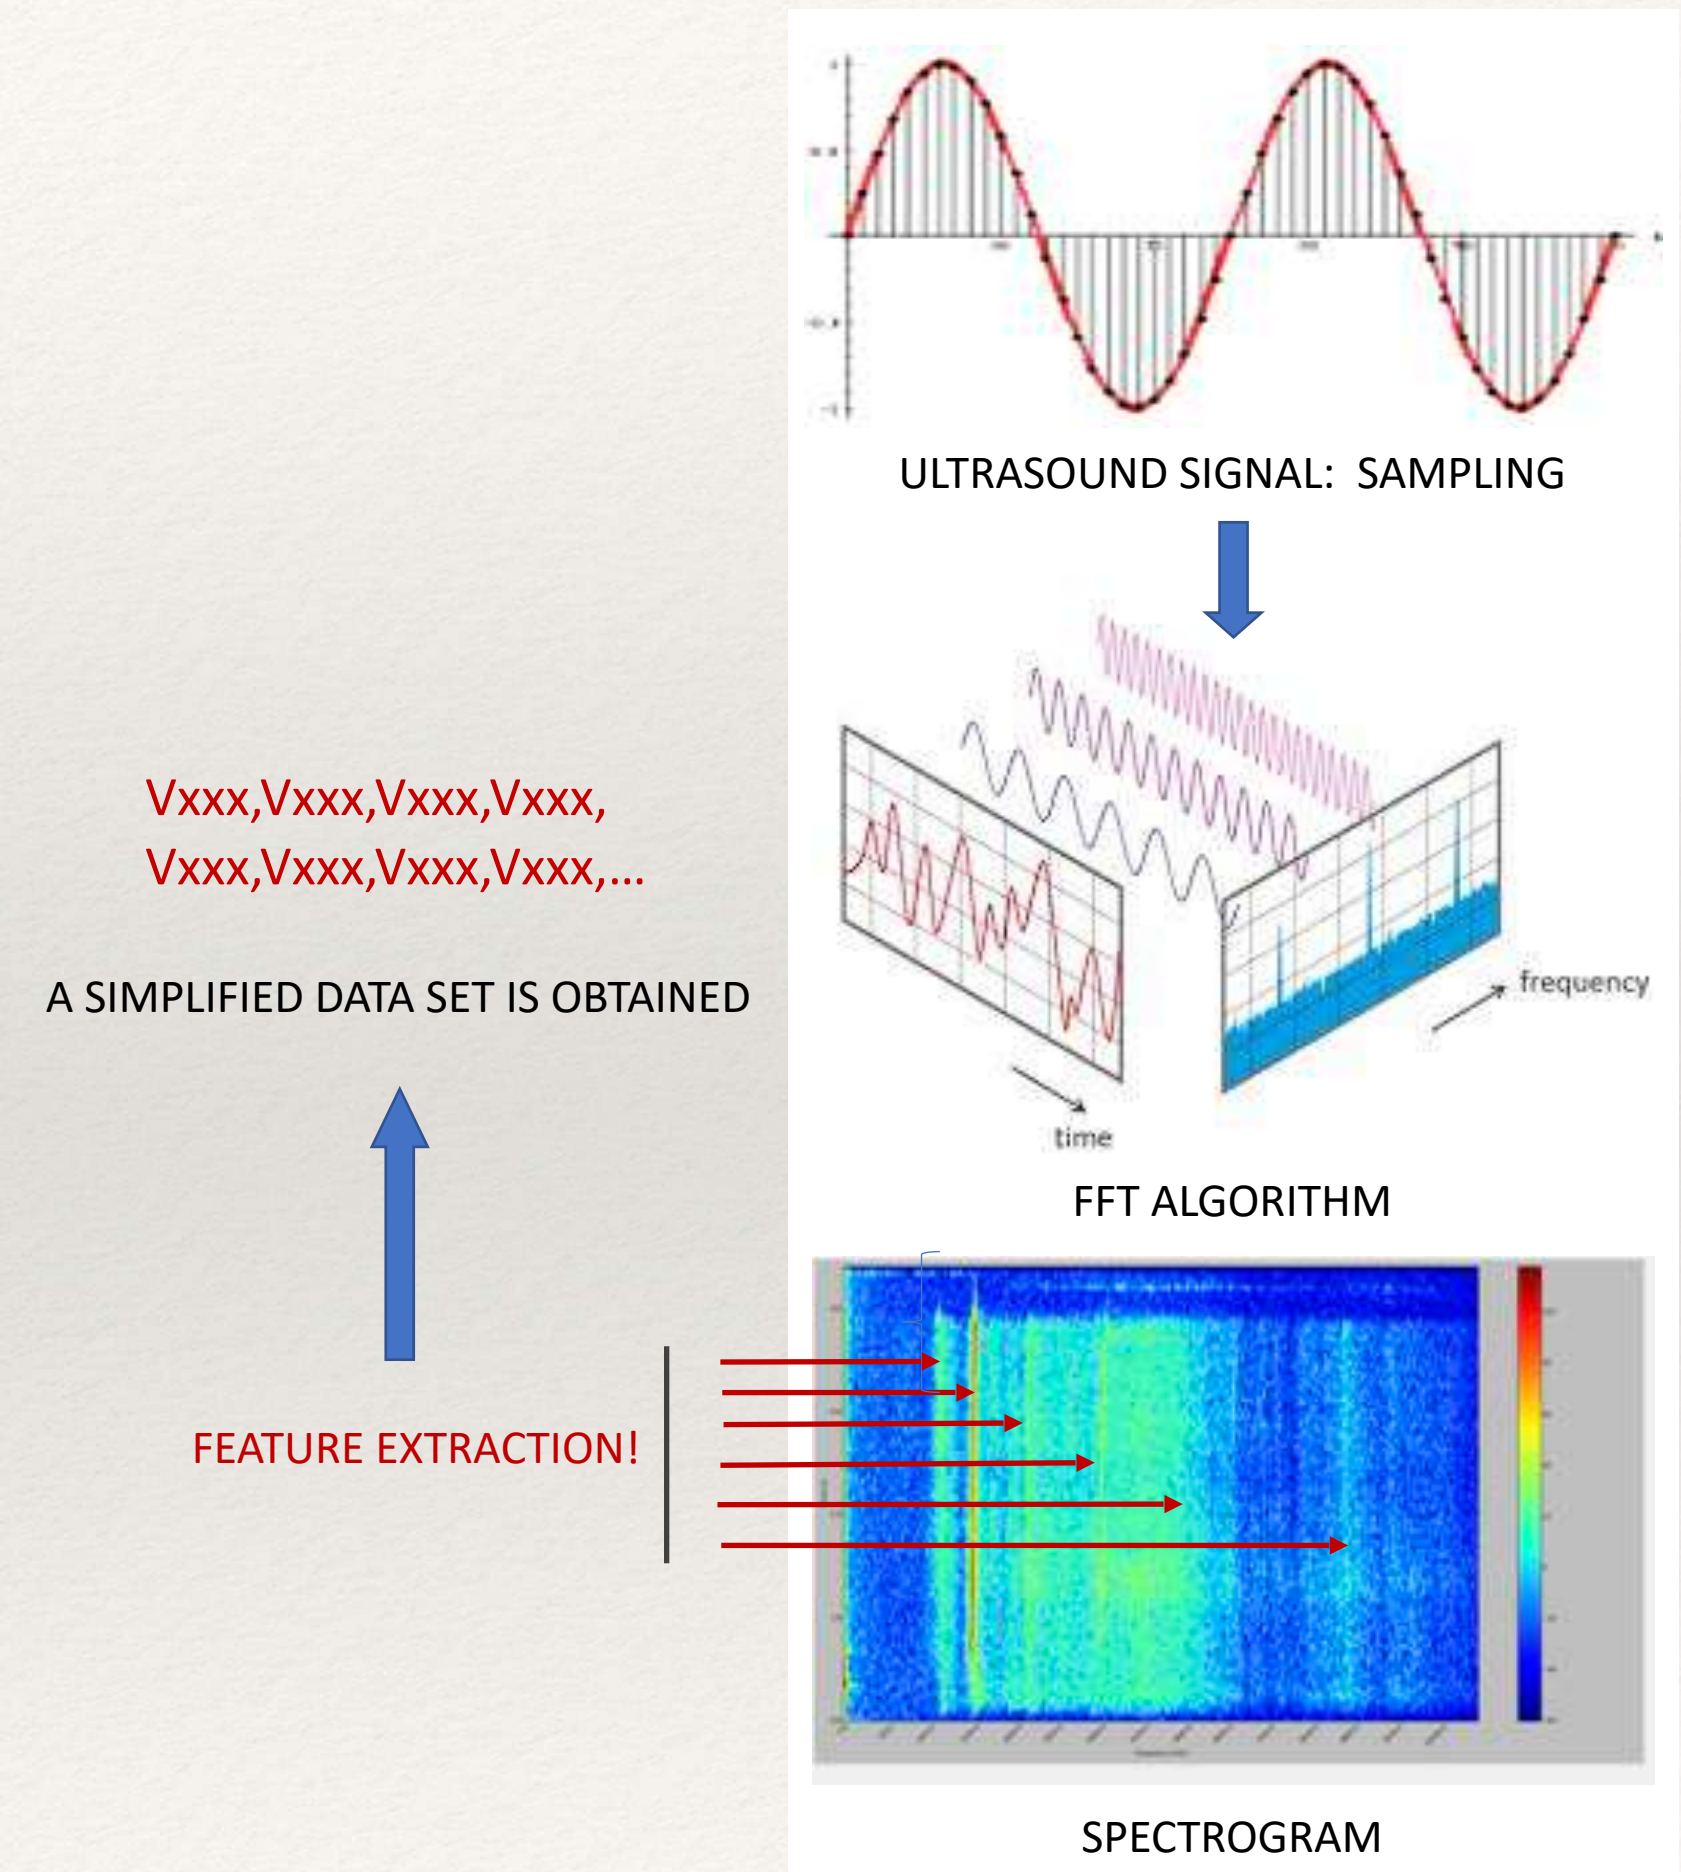 ULTRASOUND SIGNAL: SAMPLING
frequency
time
FFT ALGORITHM
SPECTROGRAM
FEATURE EXTRACTION!
Vxxx,Vxxx,Vxxx,Vxxx,
Vxxx,Vxxx,Vxxx,Vxxx,...
A SIMPLIFIED DATA SET IS OBTAINED